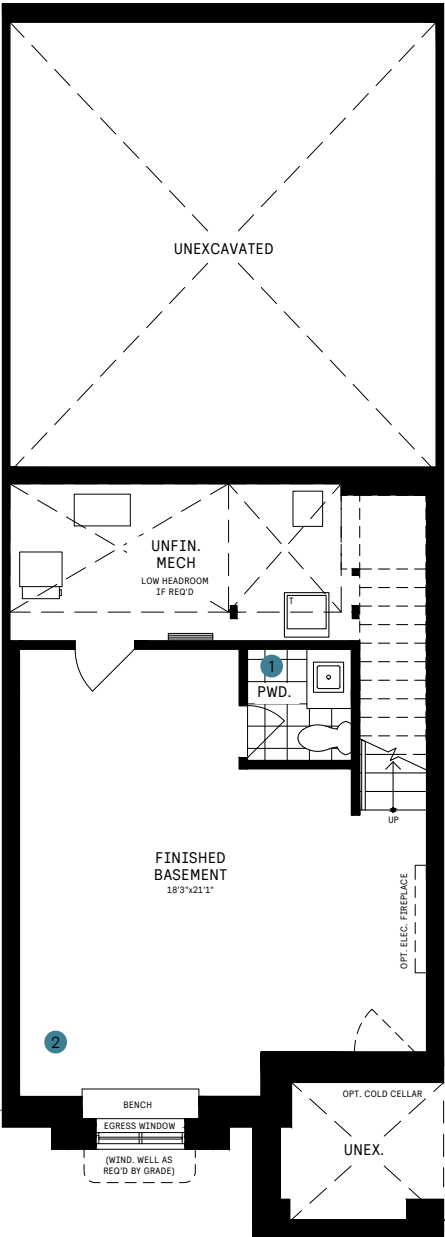 UNEXCAVATED
UNFIN.
MECH
LOW HEADROOM
IF REQ'D
T
1
PWD.
UP
FINISHED
BASEMENT
18'3"x21'1"
OPT. ELEC. FIREPLACE
2
OPT. COLD CELLAR
BENCH
EGRESS WINDOW
UNEX.
(WIND. WELL AS
REQ'D BY GRADE)